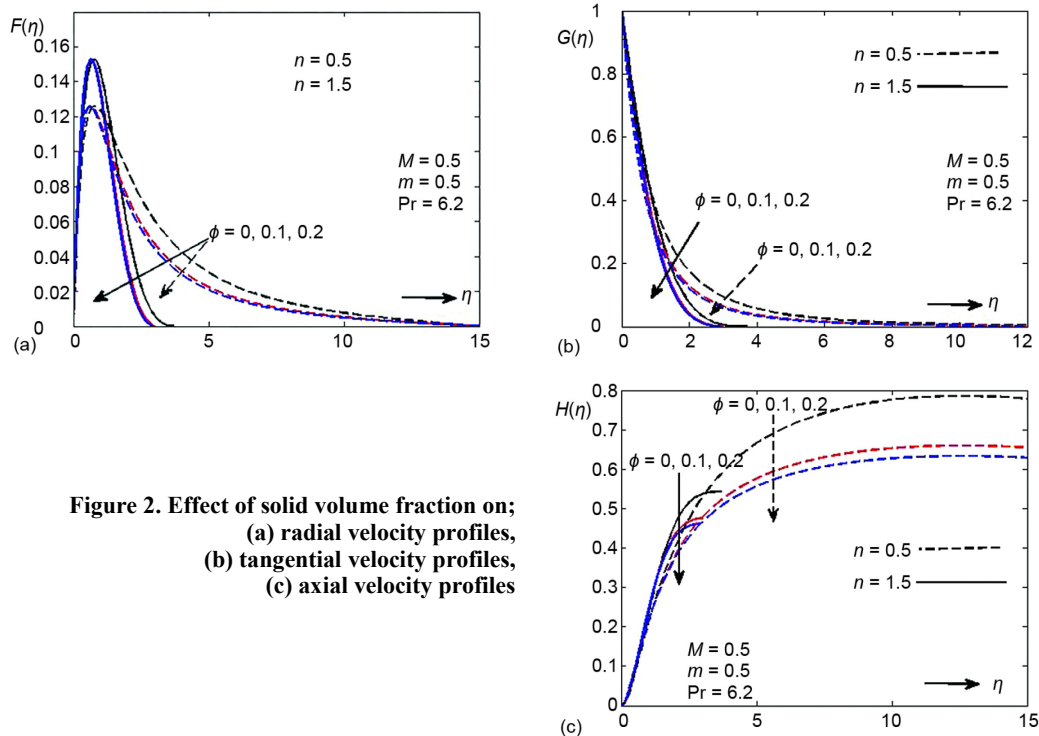 F(η)
0.16
0.14
0.12
0.10
0.08
0.06
0.04
0.02
0
n = 0.5
n = 1.5
M = 0.5
m = 0.5
Pr = 6.2
ϕ = 0, 0.1, 0.2
η
0 5 10 15
(a)
G(η)
1
0.8
0.6
0.4
0.2
0
n = 0.5
n = 1.5
M = 0.5
m = 0.5
Pr = 6.2
ϕ = 0, 0.1, 0.2
ϕ = 0, 0.1, 0.2
η
0 2 4 6 8 10 12
(b)
Figure 2. Effect of solid volume fraction on;
(a) radial velocity profiles,
(b) tangential velocity profiles,
(c) axial velocity profiles
H(η)
0.8
0.7
0.6
0.5
0.4
0.3
0.2
0.1
0
ϕ = 0, 0.1, 0.2
ϕ = 0, 0.1, 0.2
n = 0.5
n = 1.5
M = 0.5
m = 0.5
Pr = 6.2
η
0 5 10 15
(c)